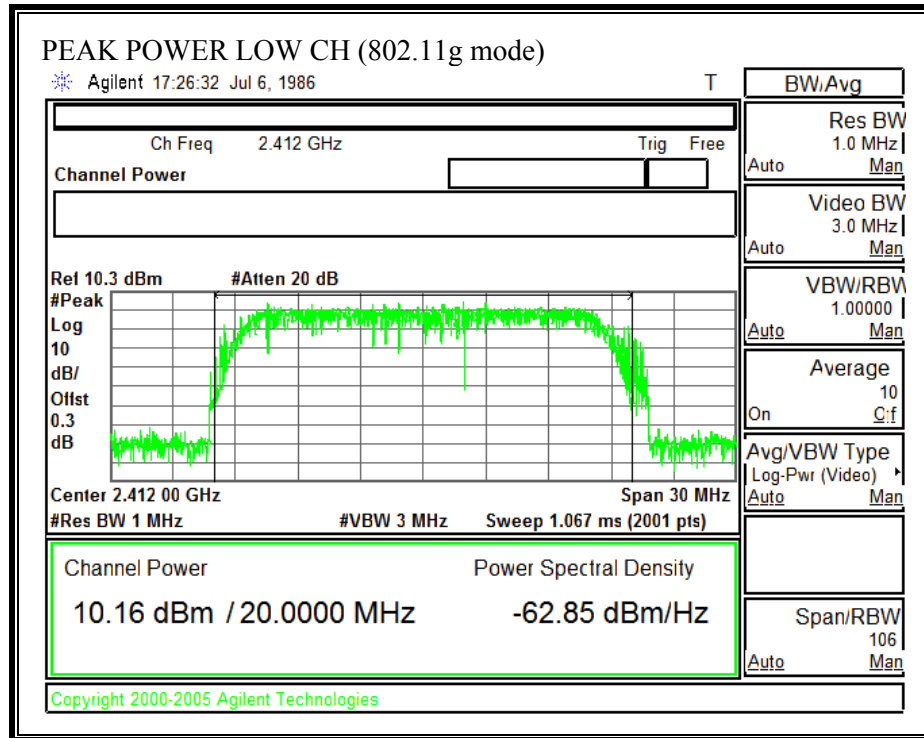 PEAK POWER LOW CH (802.11g mode)
Agilent 17:26:32 Jul 6, 1986 T
Ch Freq 2.412 GHz Trig Free
Channel Power
Ref 10.3 dBm #Atten 20 dB
#Peak
Log
10
dB/
Offst
0.3
dB
Center 2.412 00 GHz Span 30 MHz
#Res BW 1 MHz #VBW 3 MHz Sweep 1.067 ms (2001 pts)
Channel Power Power Spectral Density
10.16 dBm / 20.0000 MHz -62.85 dBm/Hz
Copyright 2000-2005 Agilent Technologies
BW/Avg
Res BW
1.0 MHz
Auto Man
Video BW
3.0 MHz
Auto Man
VBW/RBW
1.00000
Auto Man
Average
10
On
Avg/VBW Type
Log-Pwr (Video)
Auto Man
Span/RBW
106
Auto Man